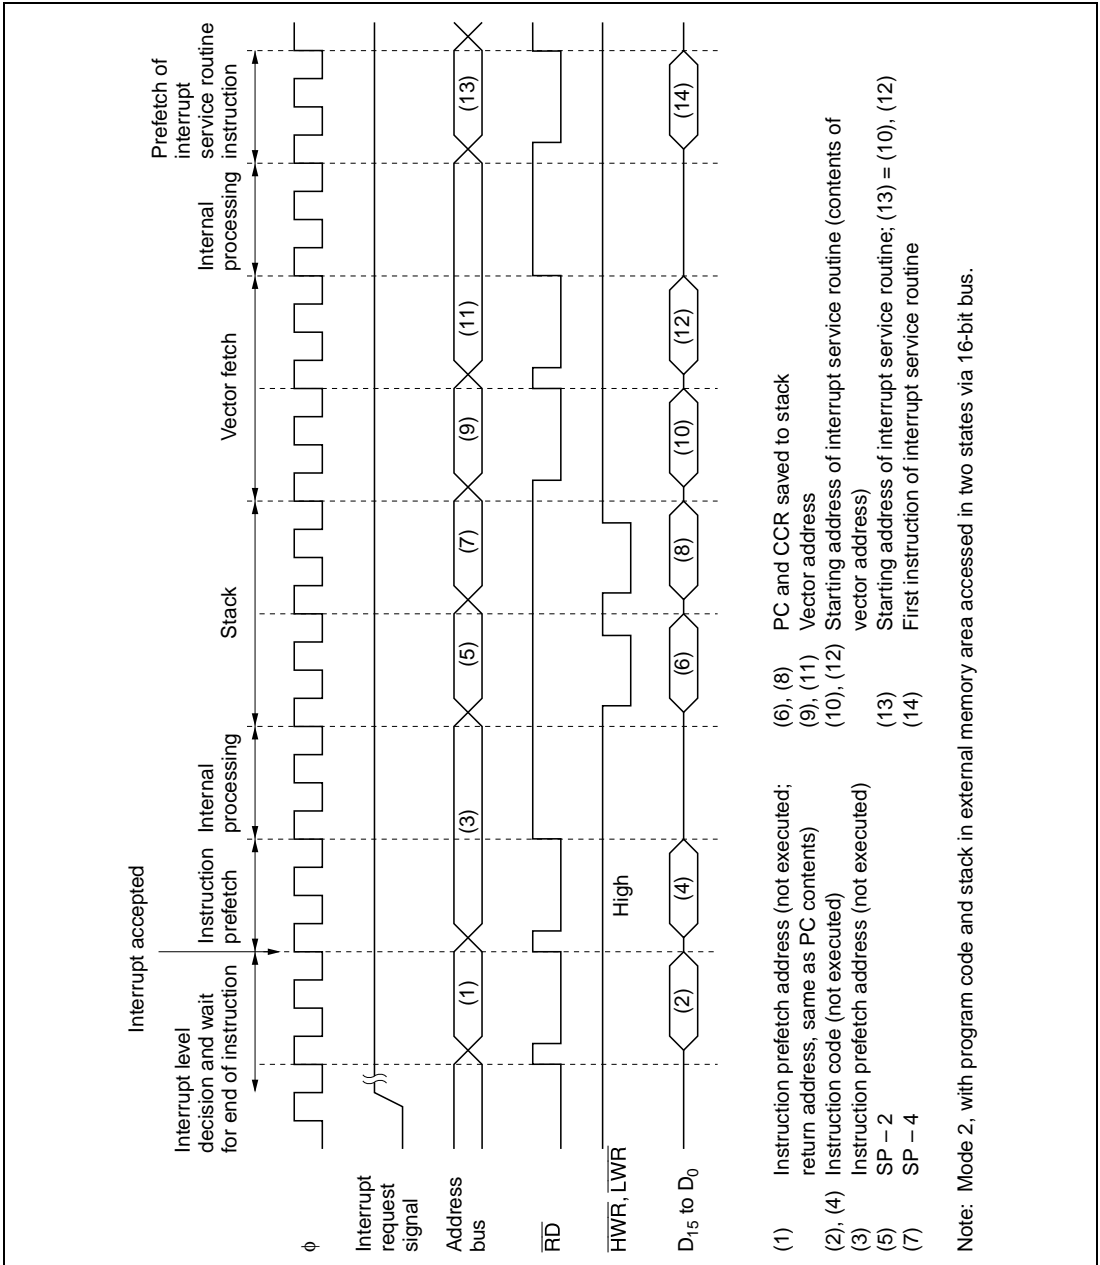 Interrupt accepted
Interrupt level
decision and wait
for end of instruction
Instruction
prefetch
Internal
processing
Stack
Vector fetch
Internal
processing
Prefetch of
interrupt
service routine
instruction
ϕ
Interrupt
request
signal
Address
bus
(1)
(3)
(5)
(7)
(9)
(11)
(13)
RD
HWR, LWR
High
D15 to D0
(2)
(4)
(6)
(8)
(10)
(12)
(14)
(1) Instruction prefetch address (not executed;
return address, same as PC contents)
(2), (4) Instruction code (not executed)
(3) Instruction prefetch address (not executed)
(5) SP – 2
(7) SP – 4
(6), (8) PC and CCR saved to stack
(9), (11) Vector address
(10), (12) Starting address of interrupt service routine (contents of
vector address)
(13) Starting address of interrupt service routine; (13) = (10), (12)
(14) First instruction of interrupt service routine
Note: Mode 2, with program code and stack in external memory area accessed in two states via 16-bit bus.